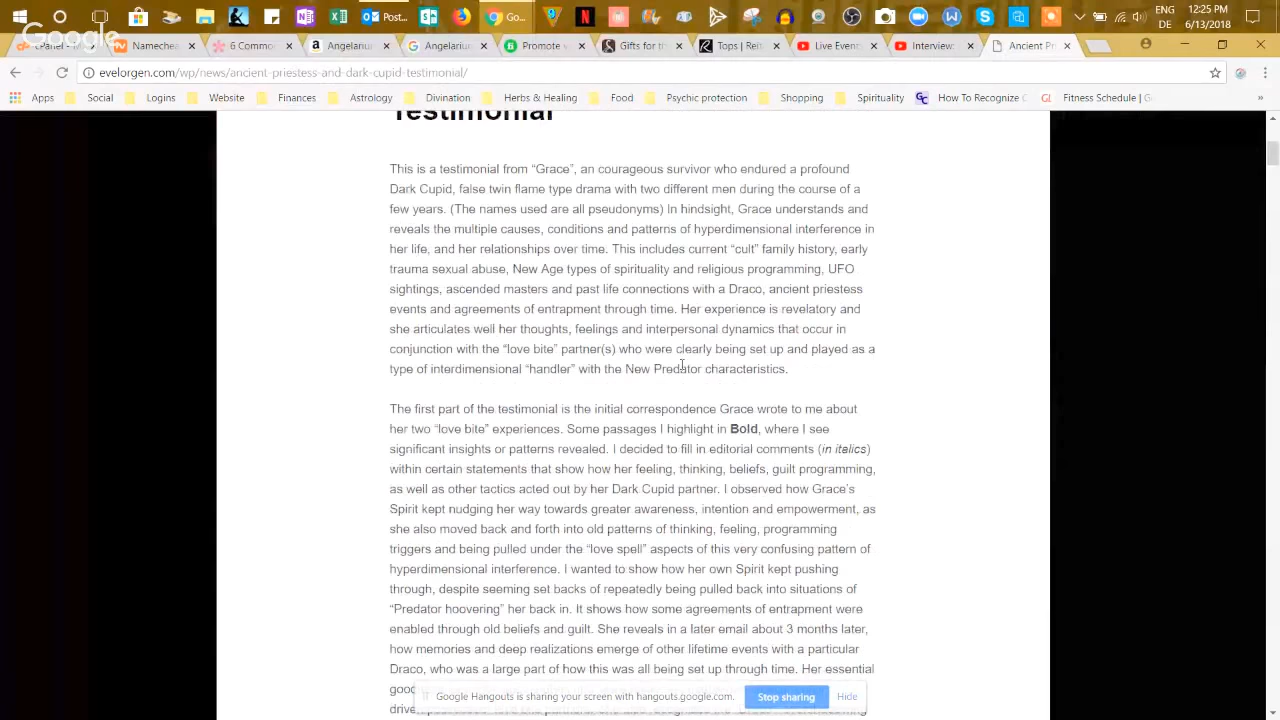 Post...
Go...
ENG
DE
12:25 PM
6/13/2018
Google
Namecheap
6 Commo
Angelarium
Angelarium
Promote
Gifts for th
Tops | Rei
Live Event
Interview:
Ancient Pri
evelorgen.com/wp/news/ancient-priestess-and-dark-cupid-testimonial/
Apps Social Logins Website Finances Astrology Divination Herbs & Healing Food Psychic protection Shopping Spirituality How To Recognize Fitness Schedule | »
Testimonial
This is a testimonial from “Grace”, an courageous survivor who endured a profound
Dark Cupid, false twin flame type drama with two different men during the course of a
few years. (The names used are all pseudonyms) In hindsight, Grace understands and
reveals the multiple causes, conditions and patterns of hyperdimensional interference in
her life, and her relationships over time. This includes current “cult” family history, early
trauma sexual abuse, New Age types of spirituality and religious programming, UFO
sightings, ascended masters and past life connections with a Draco, ancient priestess
events and agreements of entrapment through time. Her experience is revelatory and
she articulates well her thoughts, feelings and interpersonal dynamics that occur in
conjunction with the “love bite” partner(s) who were clearly being set up and played as a
type of interdimensional “handler” with the New Predator characteristics.
The first part of the testimonial is the initial correspondence Grace wrote to me about
her two “love bite” experiences. Some passages I highlight in Bold, where I see
significant insights or patterns revealed. I decided to fill in editorial comments (in italics)
within certain statements that show how her feeling, thinking, beliefs, guilt programming,
as well as other tactics acted out by her Dark Cupid partner. I observed how Grace’s
Spirit kept nudging her way towards greater awareness, intention and empowerment, as
she also moved back and forth into old patterns of thinking, feeling, programming
triggers and being pulled under the “love spell” aspects of this very confusing pattern of
hyperdimensional interference. I wanted to show how her own Spirit kept pushing
through, despite seeming set backs of repeatedly being pulled back into situations of
“Predator hoovering” her back in. It shows how some agreements of entrapment were
enabled through old beliefs and guilt. She reveals in a later email about 3 months later,
how memories and deep realizations emerge of other lifetime events with a particular
Draco, who was a large part of how this was all being set up through time. Her essential
Google Hangouts is sharing your screen with hangouts.google.com.
Stop sharing
Hide